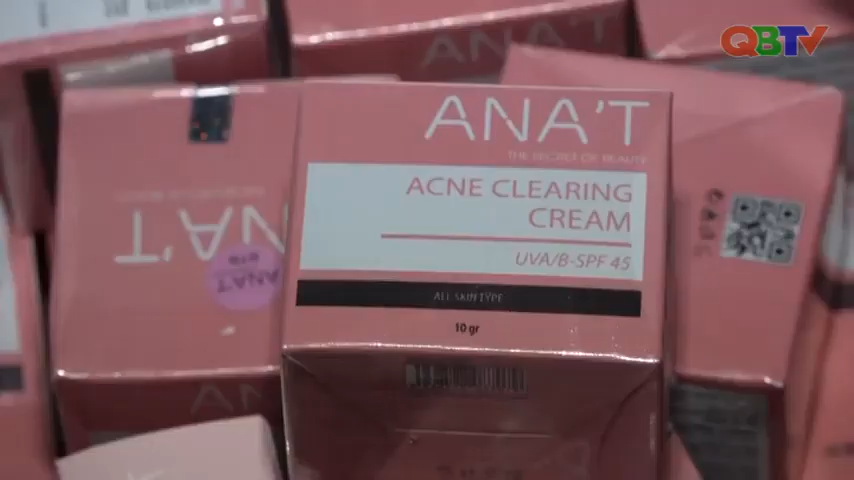 QBTV
ANA'T
THE SECRET OF BEAUTY
ACNE CLEARING
CREAM
UVA/B-SPF 45
ALL SKIN TYPE
10 gr
ANA'T
ANA'T
ANA'T